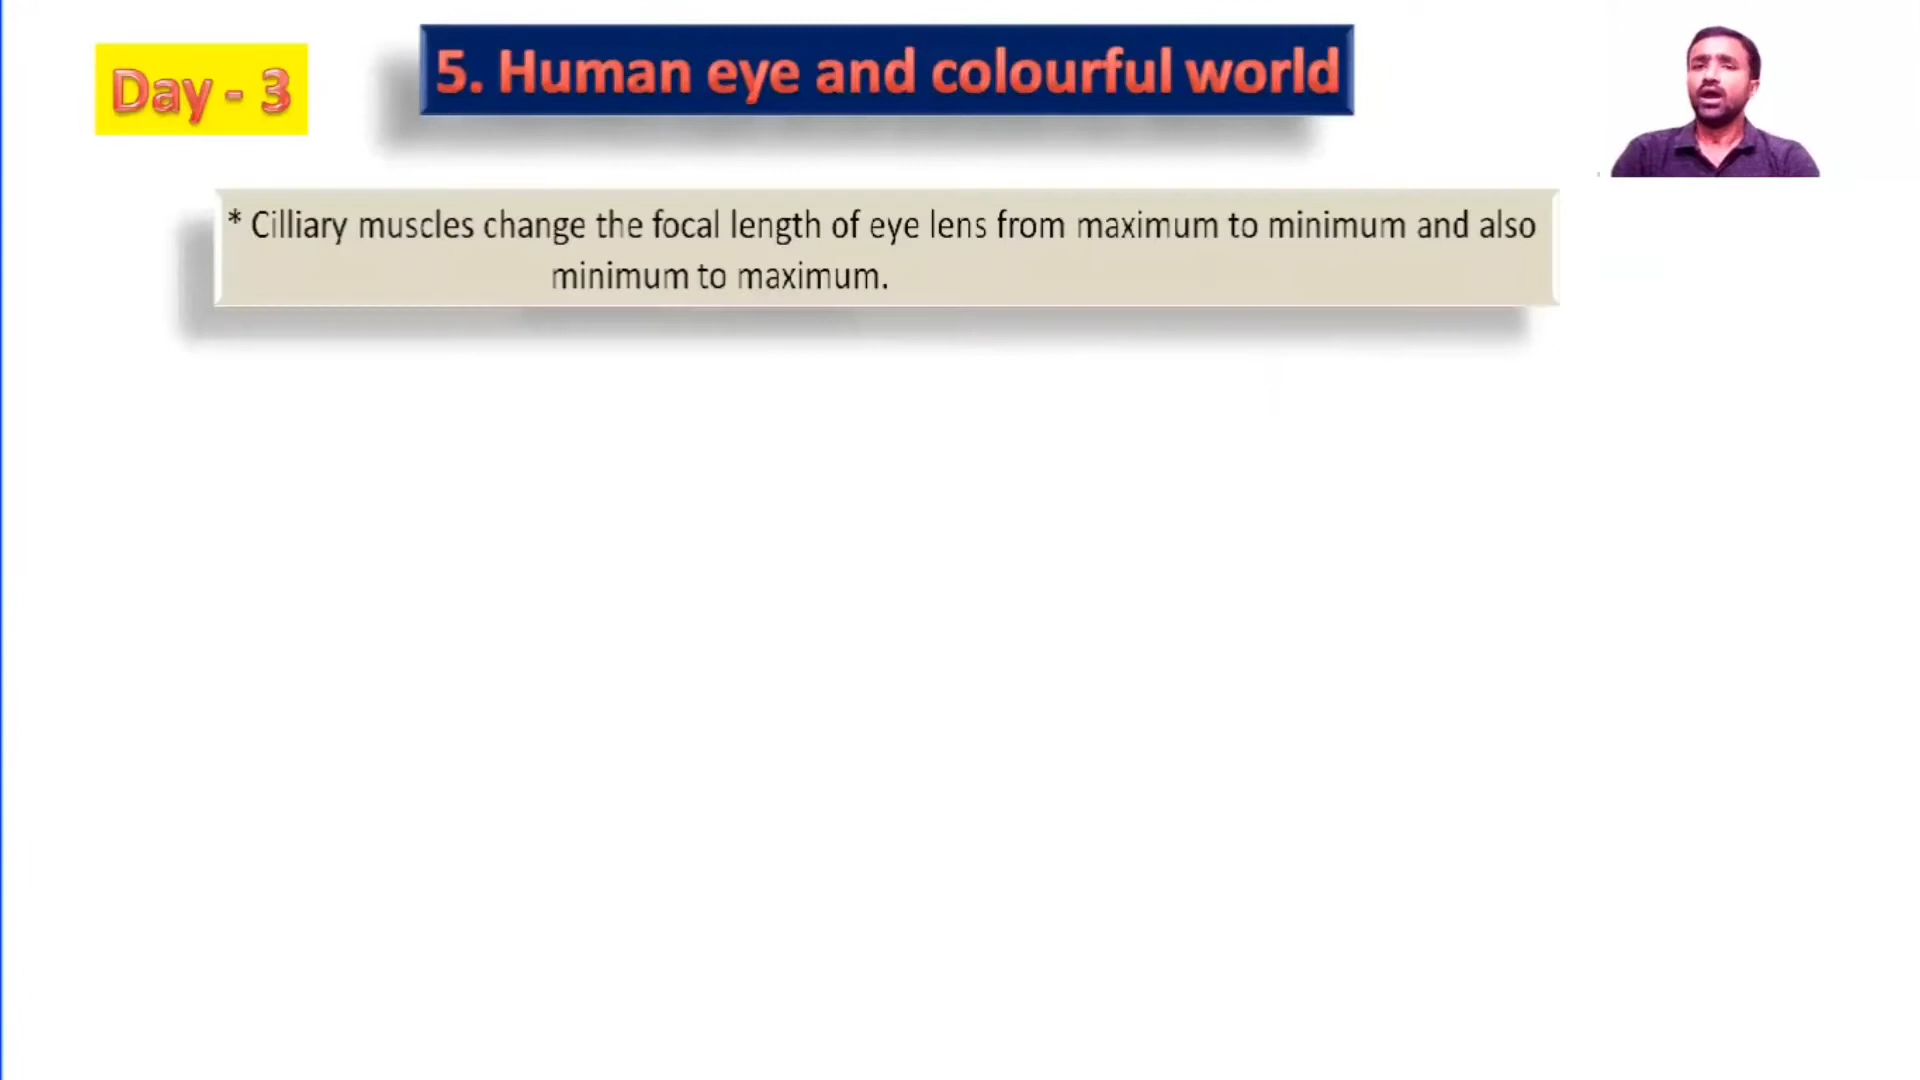 Day - 3
5. Human eye and colourful world
* Cilliary muscles change the focal length of eye lens from maximum to minimum and also
minimum to maximum.